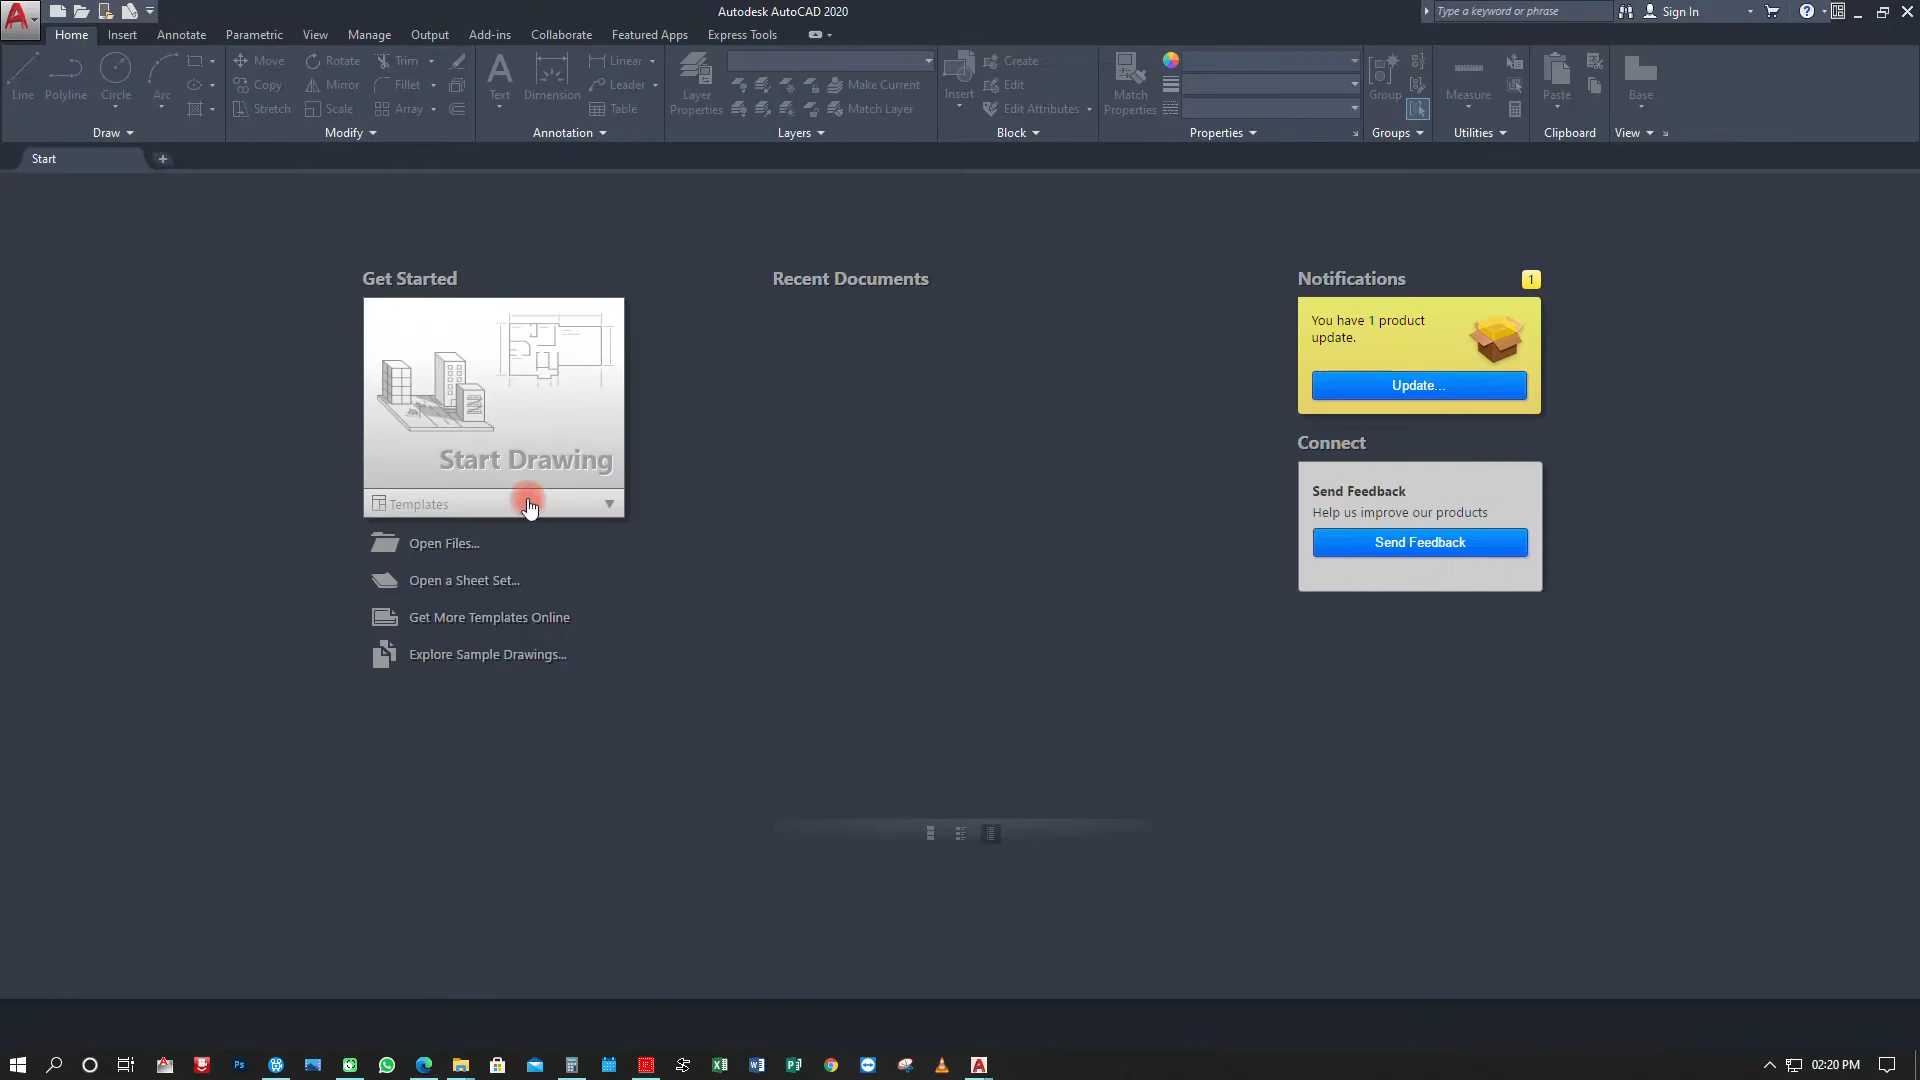 Autodesk AutoCAD 2020
Type a keyword or phrase
Sign In
Home Insert Annotate Parametric View Manage Output Add-ins Collaborate Featured Apps Express Tools
Line
Polyline
Circle
Arc
Draw
Move
Rotate
Trim
Copy
Mirror
Fillet
Stretch
Scale
Array
Modify
Text
Dimension
Linear
Leader
Table
Annotation
Layer
Properties
Make Current
Match Layer
Layers
Insert
Create
Edit
Edit Attributes
Block
Match
Properties
Properties
Group
Groups
Measure
Utilities
Paste
Clipboard
Base
View
Start
Get Started
Start Drawing
Templates
Open Files...
Open a Sheet Set...
Get More Templates Online
Explore Sample Drawings...
Recent Documents
Notifications
1
You have 1 product
update.
Update...
Connect
Send Feedback
Help us improve our products
Send Feedback
Ps
02:20 PM